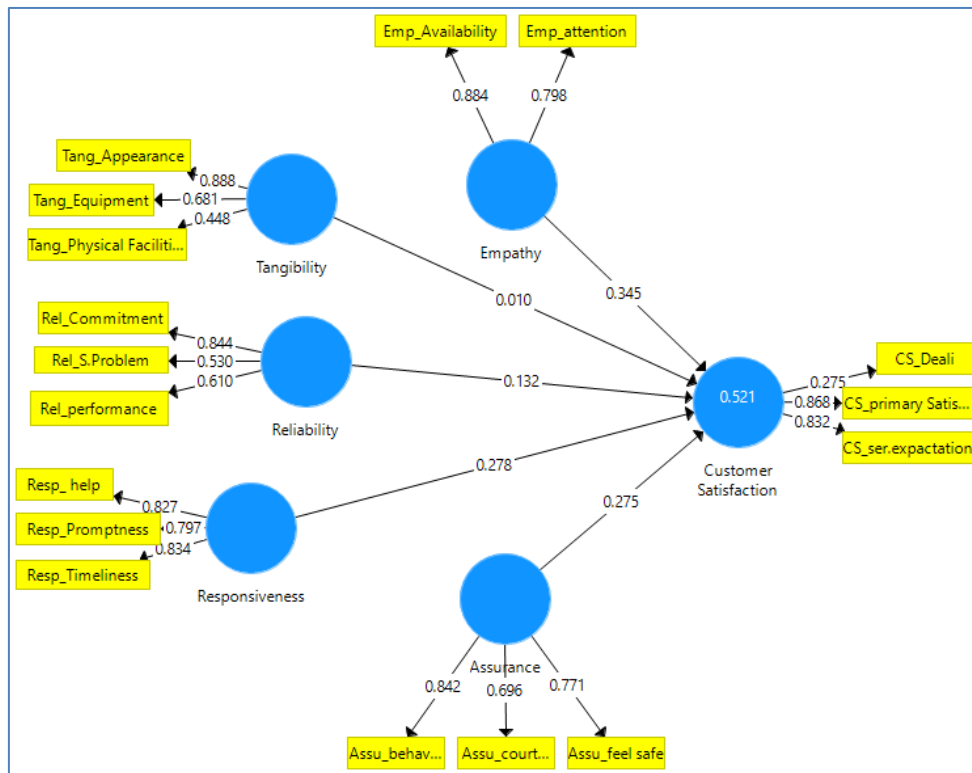 Emp_Availability
Emp_attention
0.884
0.798
Tang_Appearance
0.888
Tang_Equipment
0.681
0.448
Tang_Physical Faciliti...
Tangibility
Empathy
0.345
0.010
Rel_Commitment
0.844
Rel_S.Problem
0.530
0.610
Rel_performance
Reliability
0.132
0.521
Customer
Satisfaction
CS_Deali
0.275
0.868
CS_primary Satis...
0.832
CS_ser.expactation
0.278
0.275
Resp_ help
0.827
Resp_Promptness
0.797
0.834
Resp_Timeliness
Responsiveness
Assurance
0.842
0.696
0.771
Assu_behav...
Assu_court...
Assu_feel safe